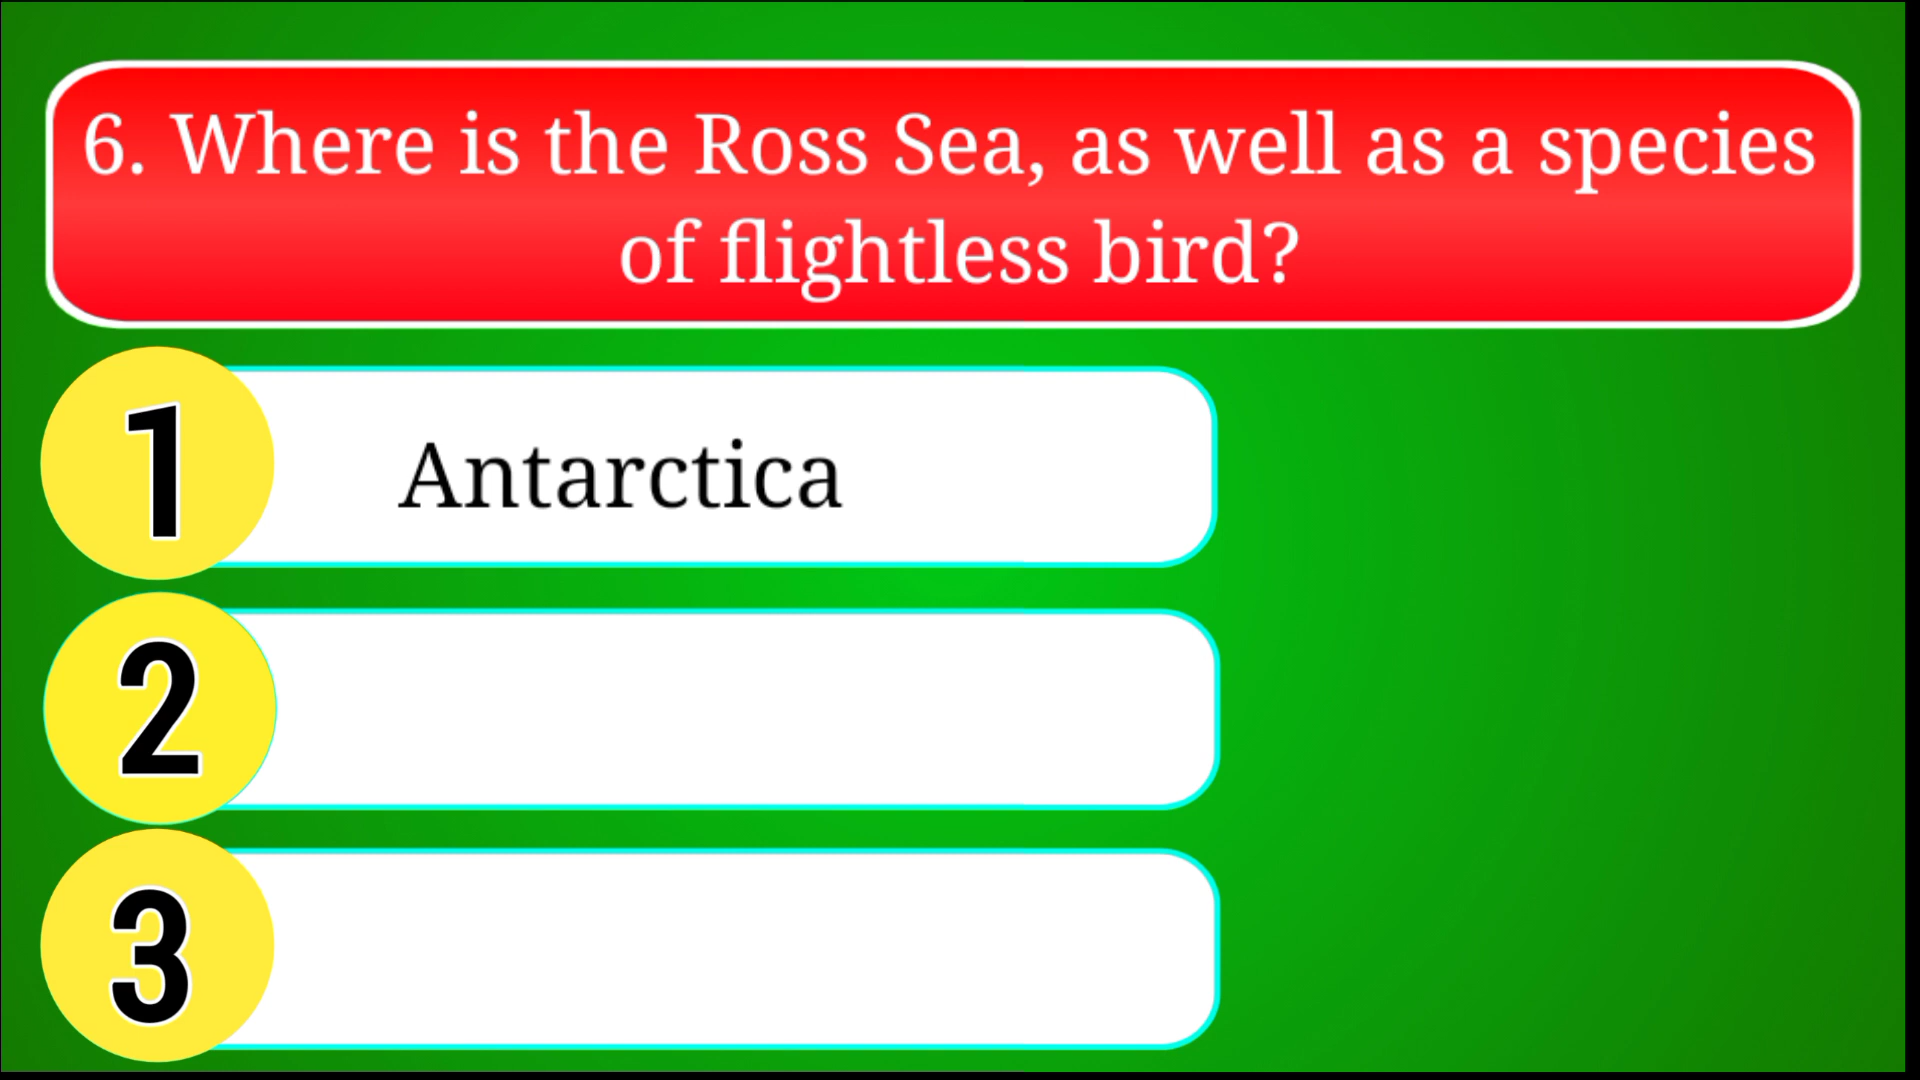 6. Where is the Ross Sea, as well as a species
of flightless bird?
1
Antarctica
2
3